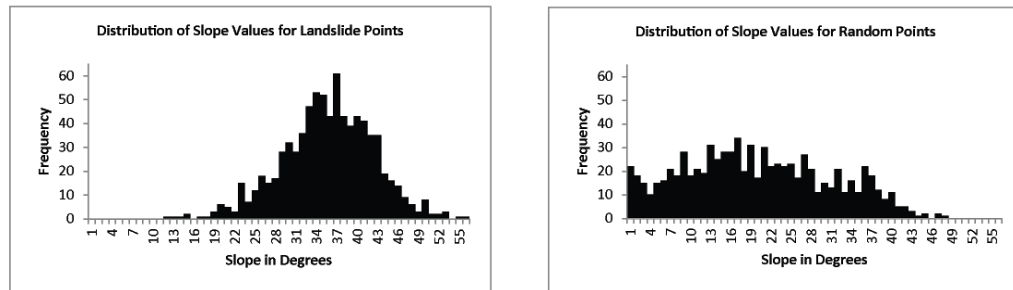 Distribution of Slope Values for Landslide Points
60
50
40
30
20
10
0
Frequency
1 4 7 10 13 16 19 22 25 28 31 34 37 40 43 46 49 52 55
Slope in Degrees
Distribution of Slope Values for Random Points
60
50
40
30
20
10
0
Frequency
1 4 7 10 13 16 19 22 25 28 31 34 37 40 43 46 49 52 55
Slope in Degrees